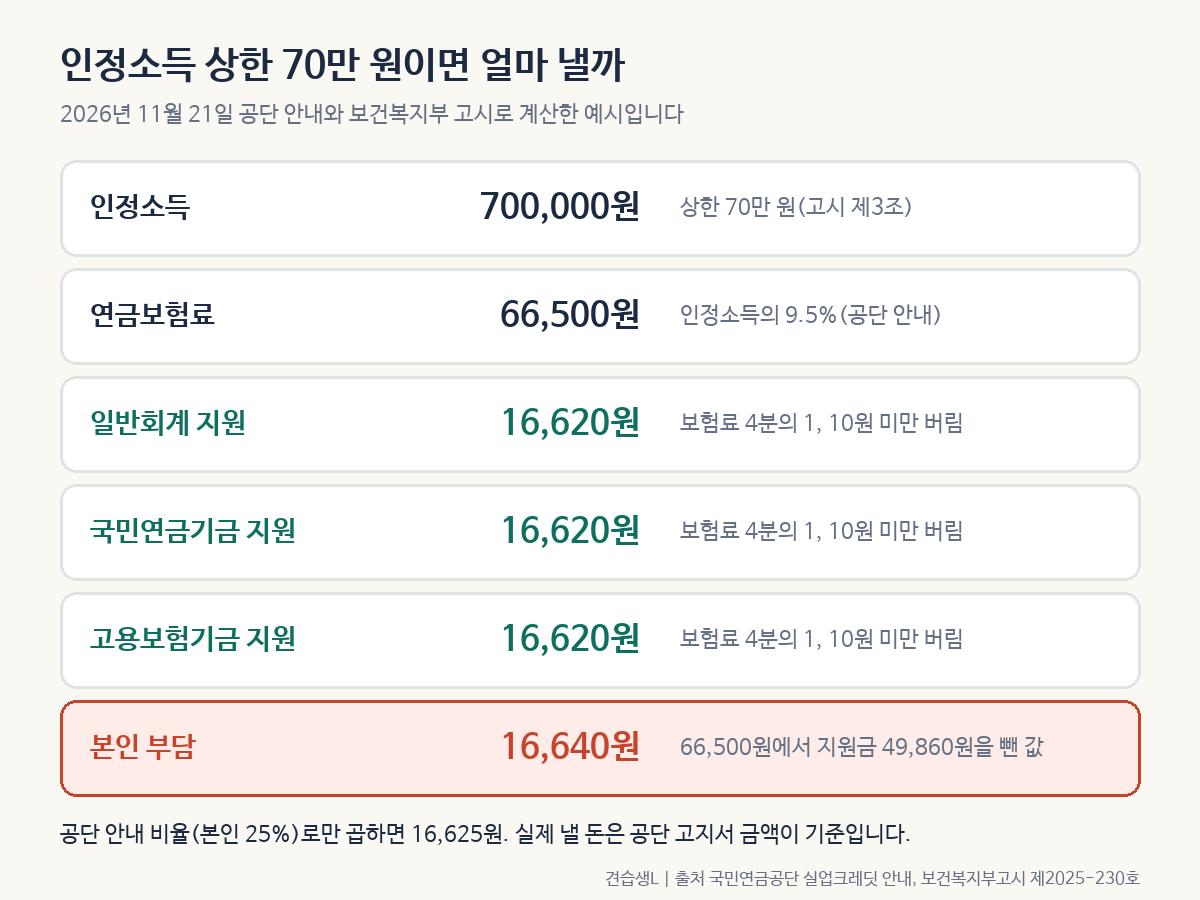 인정소득 상한 70만 원이면 얼마 낼까
2026년 11월 21일 공단 안내와 보건복지부 고시로 계산한 예시입니다
인정소득 700,000원 상한 70만 원(고시 제3조)
연금보험료 66,500원 인정소득의 9.5%(공단 안내)
일반회계 지원 16,620원 보험료 4분의 1, 10원 미만 버림
국민연금기금 지원 16,620원 보험료 4분의 1, 10원 미만 버림
고용보험기금 지원 16,620원 보험료 4분의 1, 10원 미만 버림
본인 부담 16,640원 66,500원에서 지원금 49,860원을 뺀 값
공단 안내 비율(본인 25%)로만 곱하면 16,625원. 실제 낼 돈은 공단 고지서 금액이 기준입니다.
견습생L | 출처 국민연금공단 실업크레딧 안내, 보건복지부고시 제2025-230호